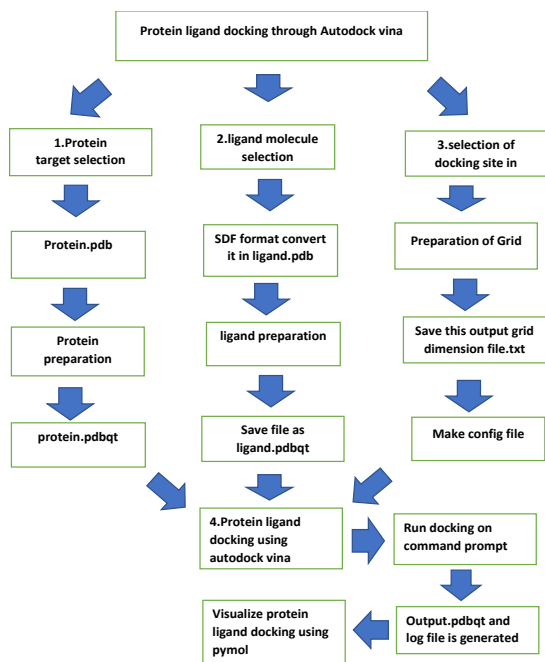 Protein ligand docking through Autodock vina
1.Protein
target selection
2.ligand molecule
selection
3.selection of
docking site in
Protein.pdb
SDF format convert
it in ligand.pdb
Preparation of Grid
Protein
preparation
ligand preparation
Save this output grid
dimension file.txt
protein.pdbqt
Save file as
ligand.pdbqt
Make config file
4.Protein ligand
docking using
autodock vina
Run docking on
command prompt
Output.pdbqt and
log file is generated
Visualize protein
ligand docking using
pymol